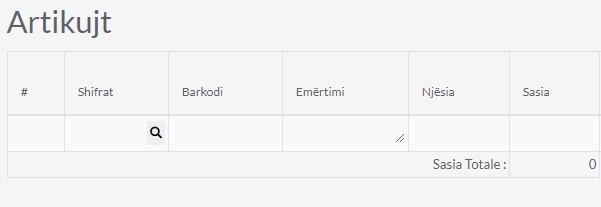 Artikujt
# Shifrat Barkodi Emërtimi Njësia Sasia
Sasia Totale : 0